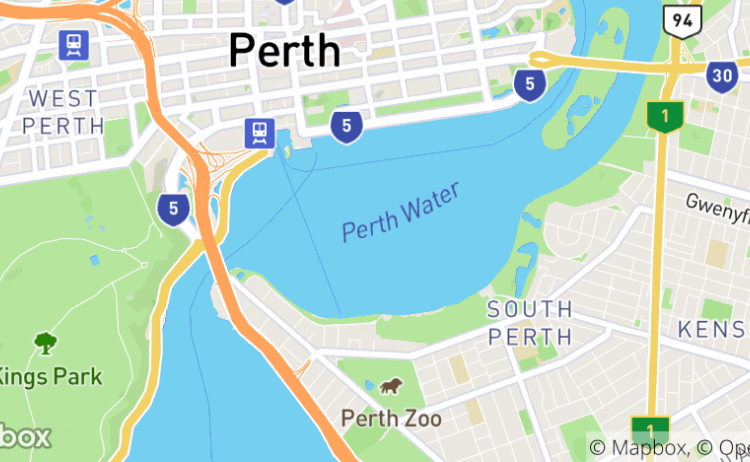 94
Perth
5
30
WEST
PERTH
5
1
5
Gwenyf
Perth Water
SOUTH
PERTH
KENS
Kings Park
Perth Zoo
box
1
© Mapbox, © Ope